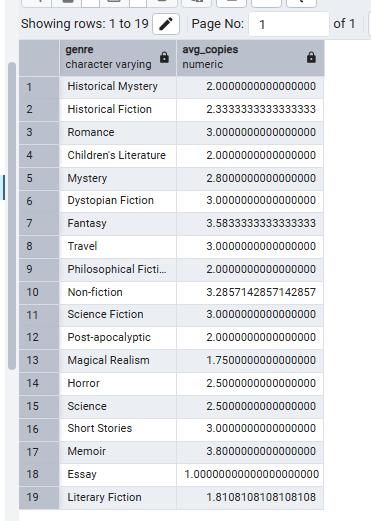 Showing rows: 1 to 19 Page No: 1 of 1
genre avg_copies
character varying numeric
1 Historical Mystery 2.0000000000000000
2 Historical Fiction 2.3333333333333333
3 Romance 3.0000000000000000
4 Children's Literature 2.0000000000000000
5 Mystery 2.8000000000000000
6 Dystopian Fiction 3.0000000000000000
7 Fantasy 3.5833333333333333
8 Travel 3.0000000000000000
9 Philosophical Ficti... 2.0000000000000000
10 Non-fiction 3.2857142857142857
11 Science Fiction 3.0000000000000000
12 Post-apocalyptic 2.0000000000000000
13 Magical Realism 1.7500000000000000
14 Horror 2.5000000000000000
15 Science 2.5000000000000000
16 Short Stories 3.0000000000000000
17 Memoir 3.8000000000000000
18 Essay 1.00000000000000000000
19 Literary Fiction 1.8108108108108108